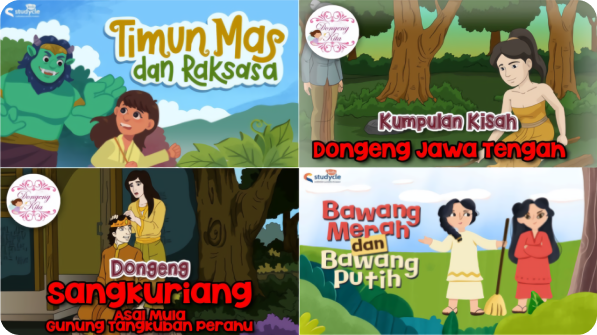 studycle
Timun Mas
dan Raksasa
Dongeng
Kita
Kumpulan Kisah
Dongeng Jawa Tengah
Dongeng
Kita
Dongeng
Sangkuriang
Asal Mula
Gunung Tangkuban Perahu
studycle
Bawang
Merah
dan
Bawang
Putih